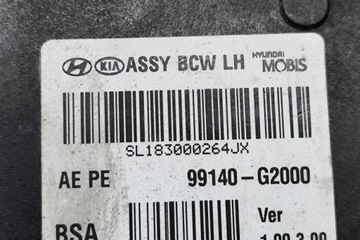 KIA ASSY BCW LH HYUNDAI MOBIS
SL183000264JX
AE PE 99140-G2000
BSA Ver